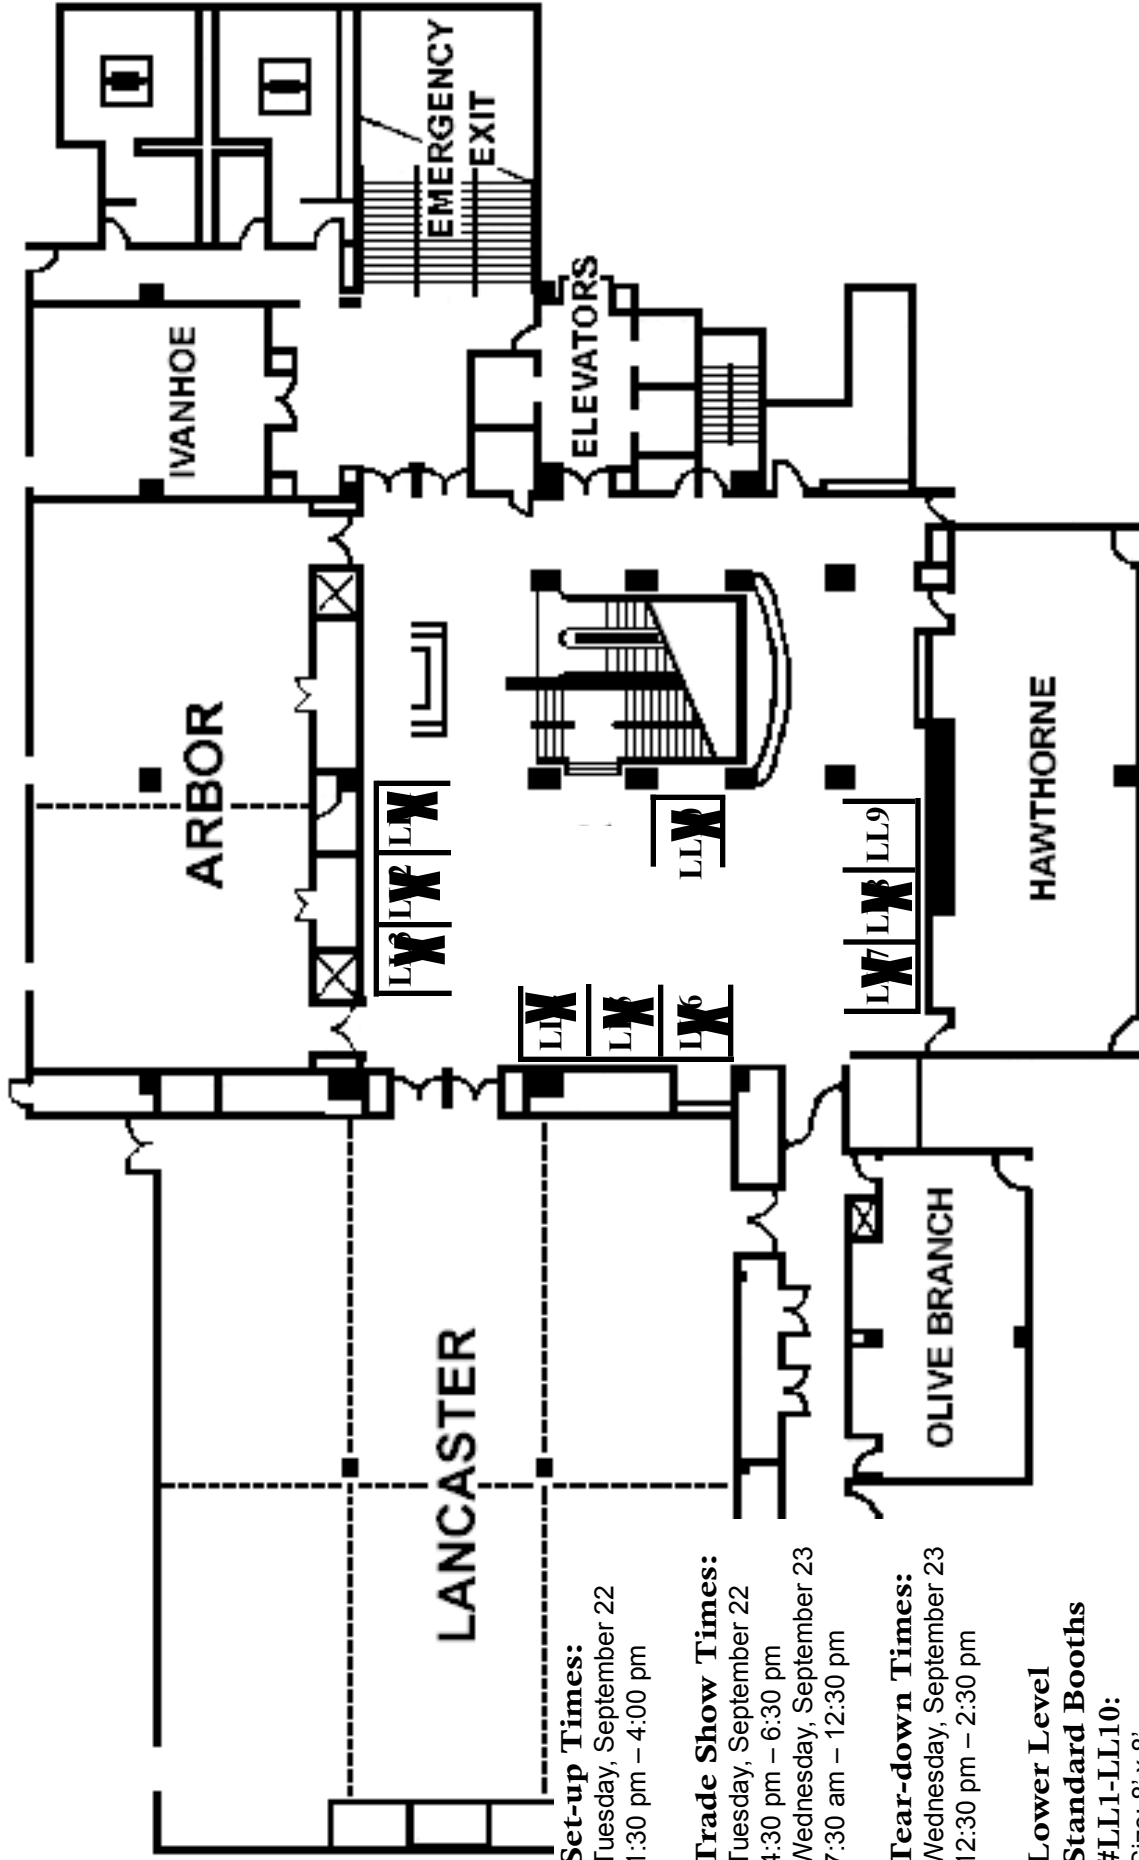 EMERGENCY
EXIT
IVANHOE
ELEVATORS
ARBOR
HAWTHORNE
LL9
LANCASTER
OLIVE BRANCH
Set-up Times:
Tuesday, September 22
1:30 pm – 4:00 pm
Trade Show Times:
Tuesday, September 22
4:30 pm – 6:30 pm
Wednesday, September 23
7:30 am – 12:30 pm
Tear-down Times:
Wednesday, September 23
12:30 pm – 2:30 pm
Lower Level
Standard Booths
#LL1-LL10: